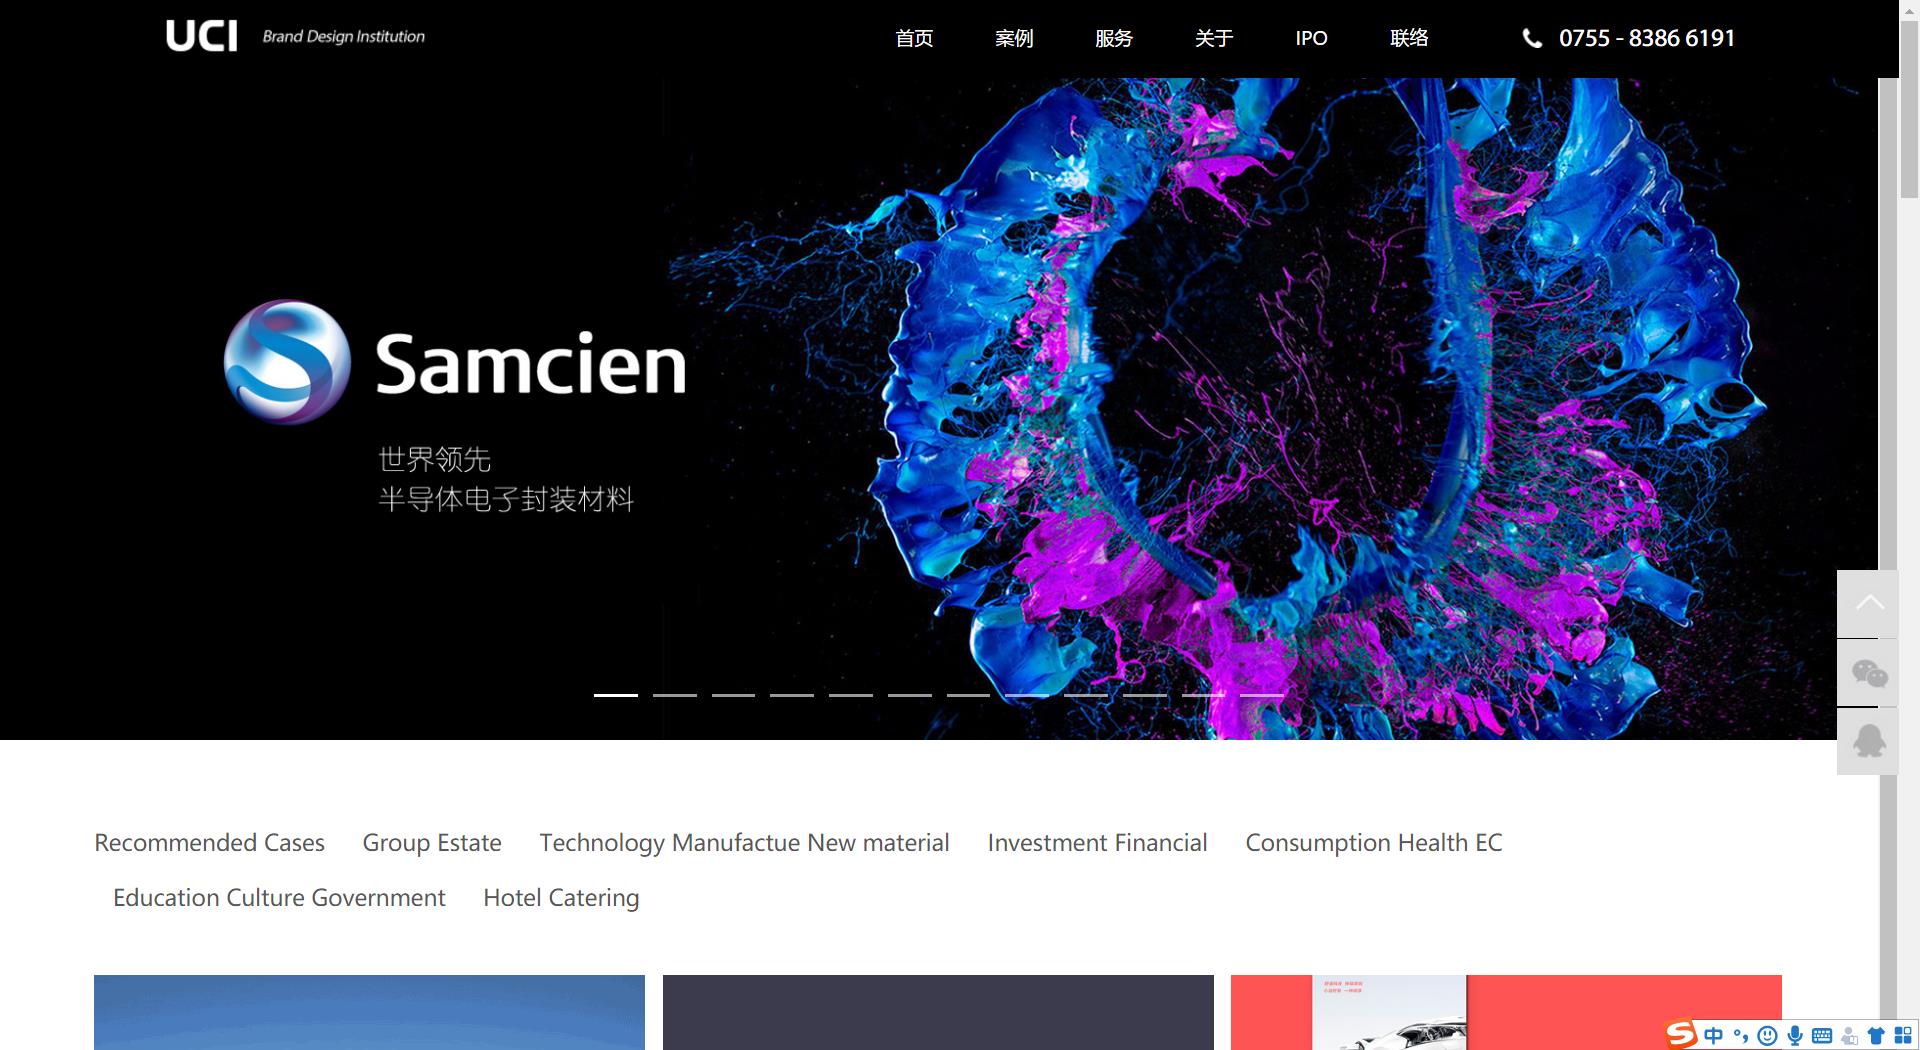 UCI Brand Design Institution 首页 案例 服务 关于 IPO 联络 0755 - 8386 6191
Samcien
世界领先
半导体电子封装材料
Recommended Cases Group Estate Technology Manufactue New material Investment Financial Consumption Health EC
Education Culture Government Hotel Catering
中